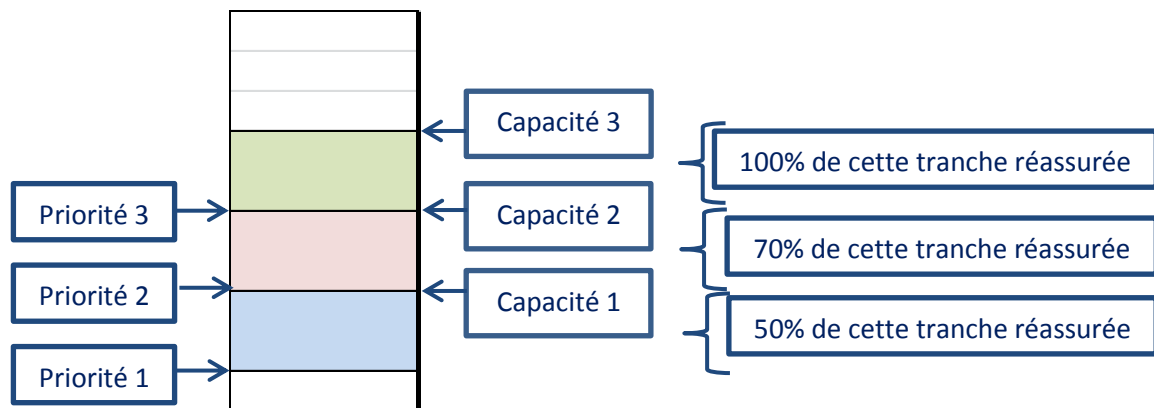 Capacité 3
100% de cette tranche réassurée
Priorité 3
Capacité 2
70% de cette tranche réassurée
Priorité 2
Capacité 1
50% de cette tranche réassurée
Priorité 1